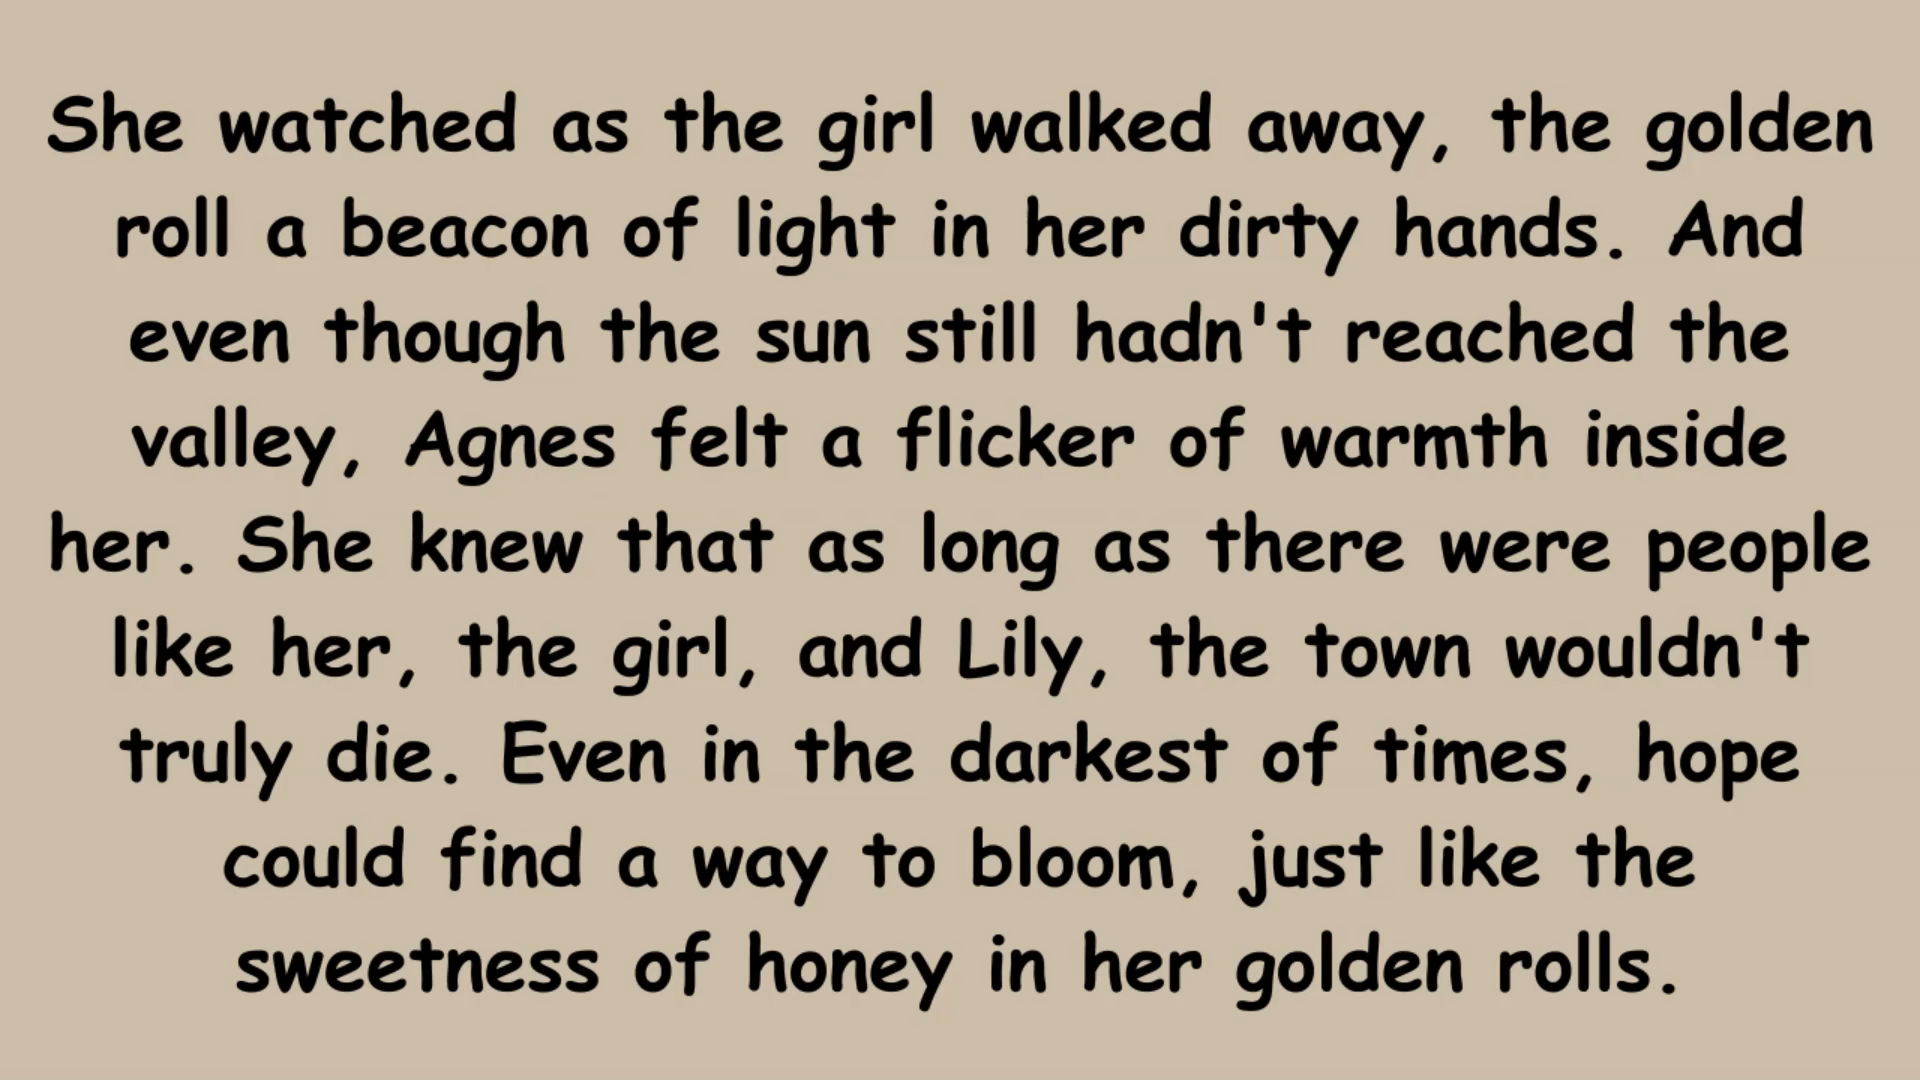 She watched as the girl walked away, the golden
roll a beacon of light in her dirty hands. And
even though the sun still hadn't reached the
valley, Agnes felt a flicker of warmth inside
her. She knew that as long as there were people
like her, the girl, and Lily, the town wouldn't
truly die. Even in the darkest of times, hope
could find a way to bloom, just like the
sweetness of honey in her golden rolls.